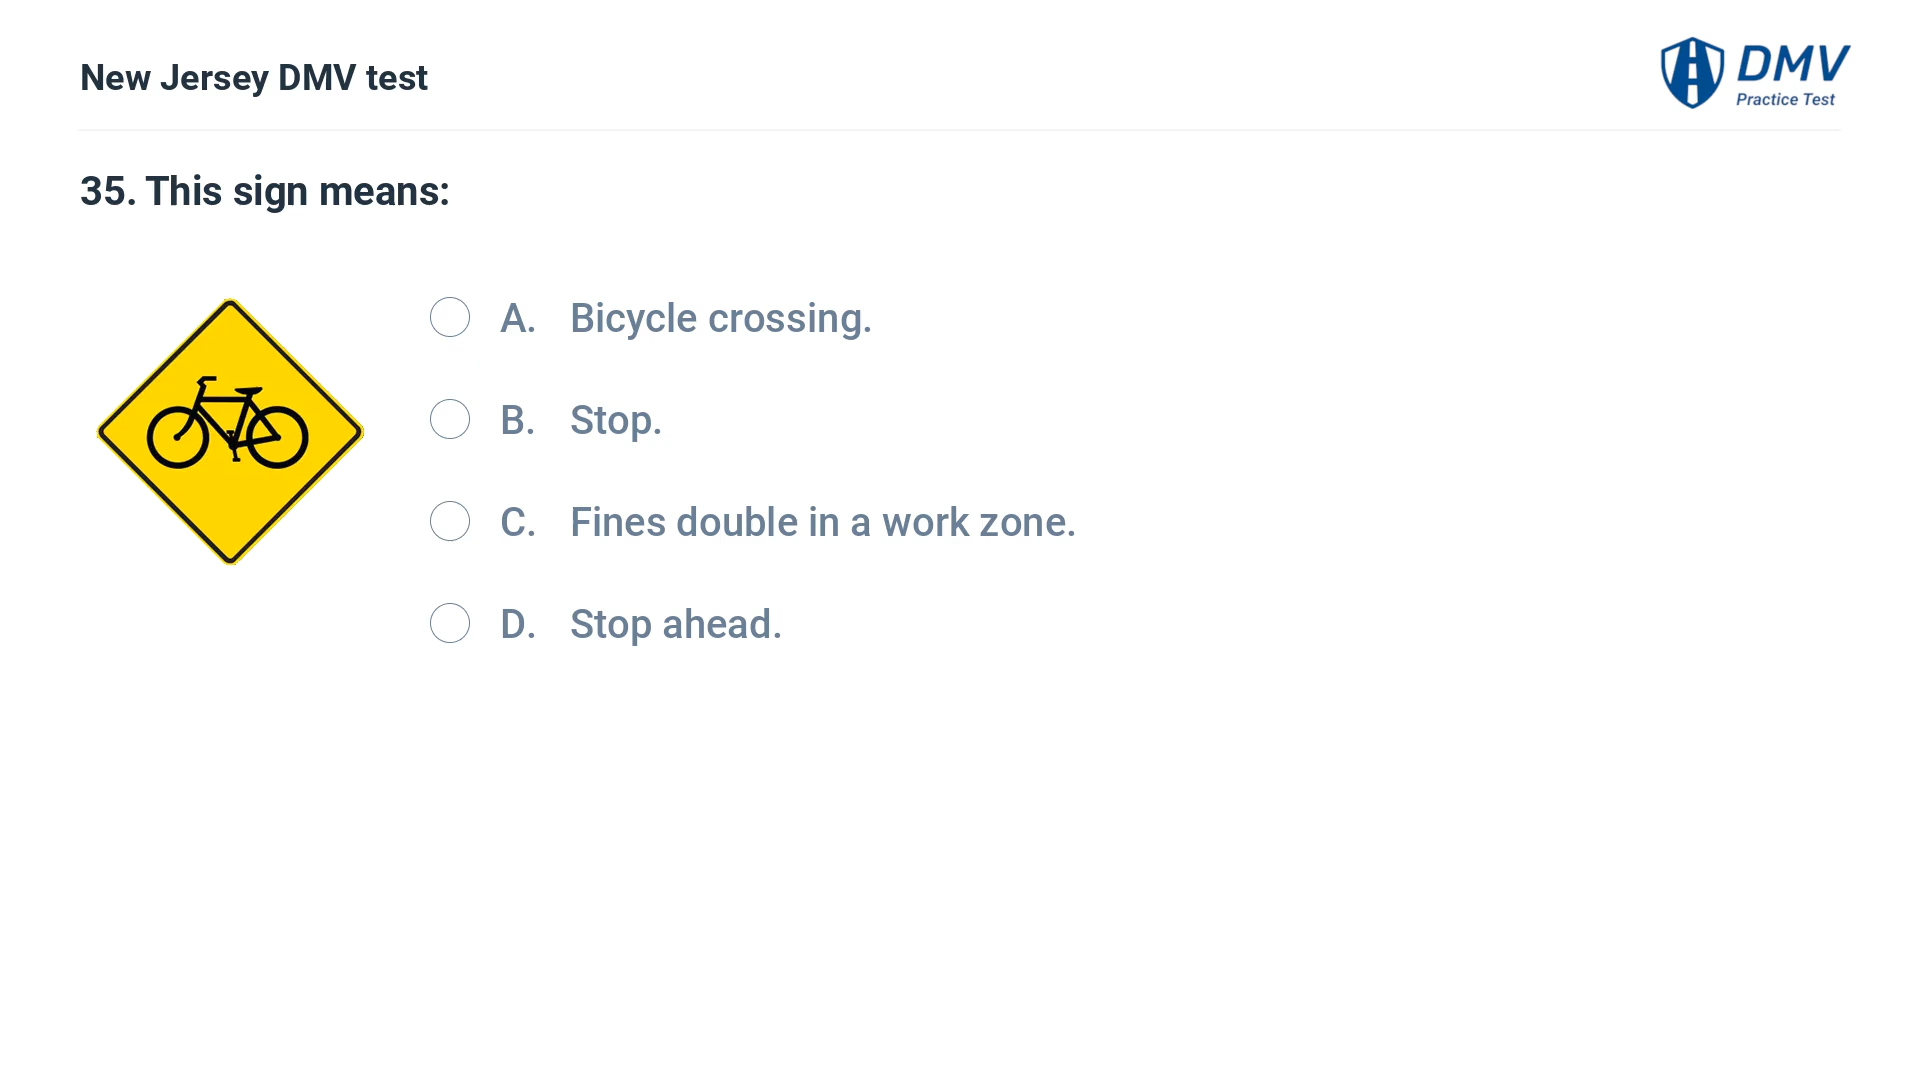 New Jersey DMV test
DMV
Practice Test
35. This sign means:
A. Bicycle crossing.
B. Stop.
C. Fines double in a work zone.
D. Stop ahead.